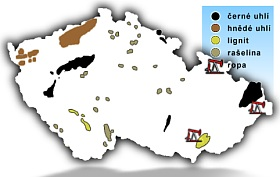 černé uhlí
hnědé uhlí
lignit
rašelina
ropa